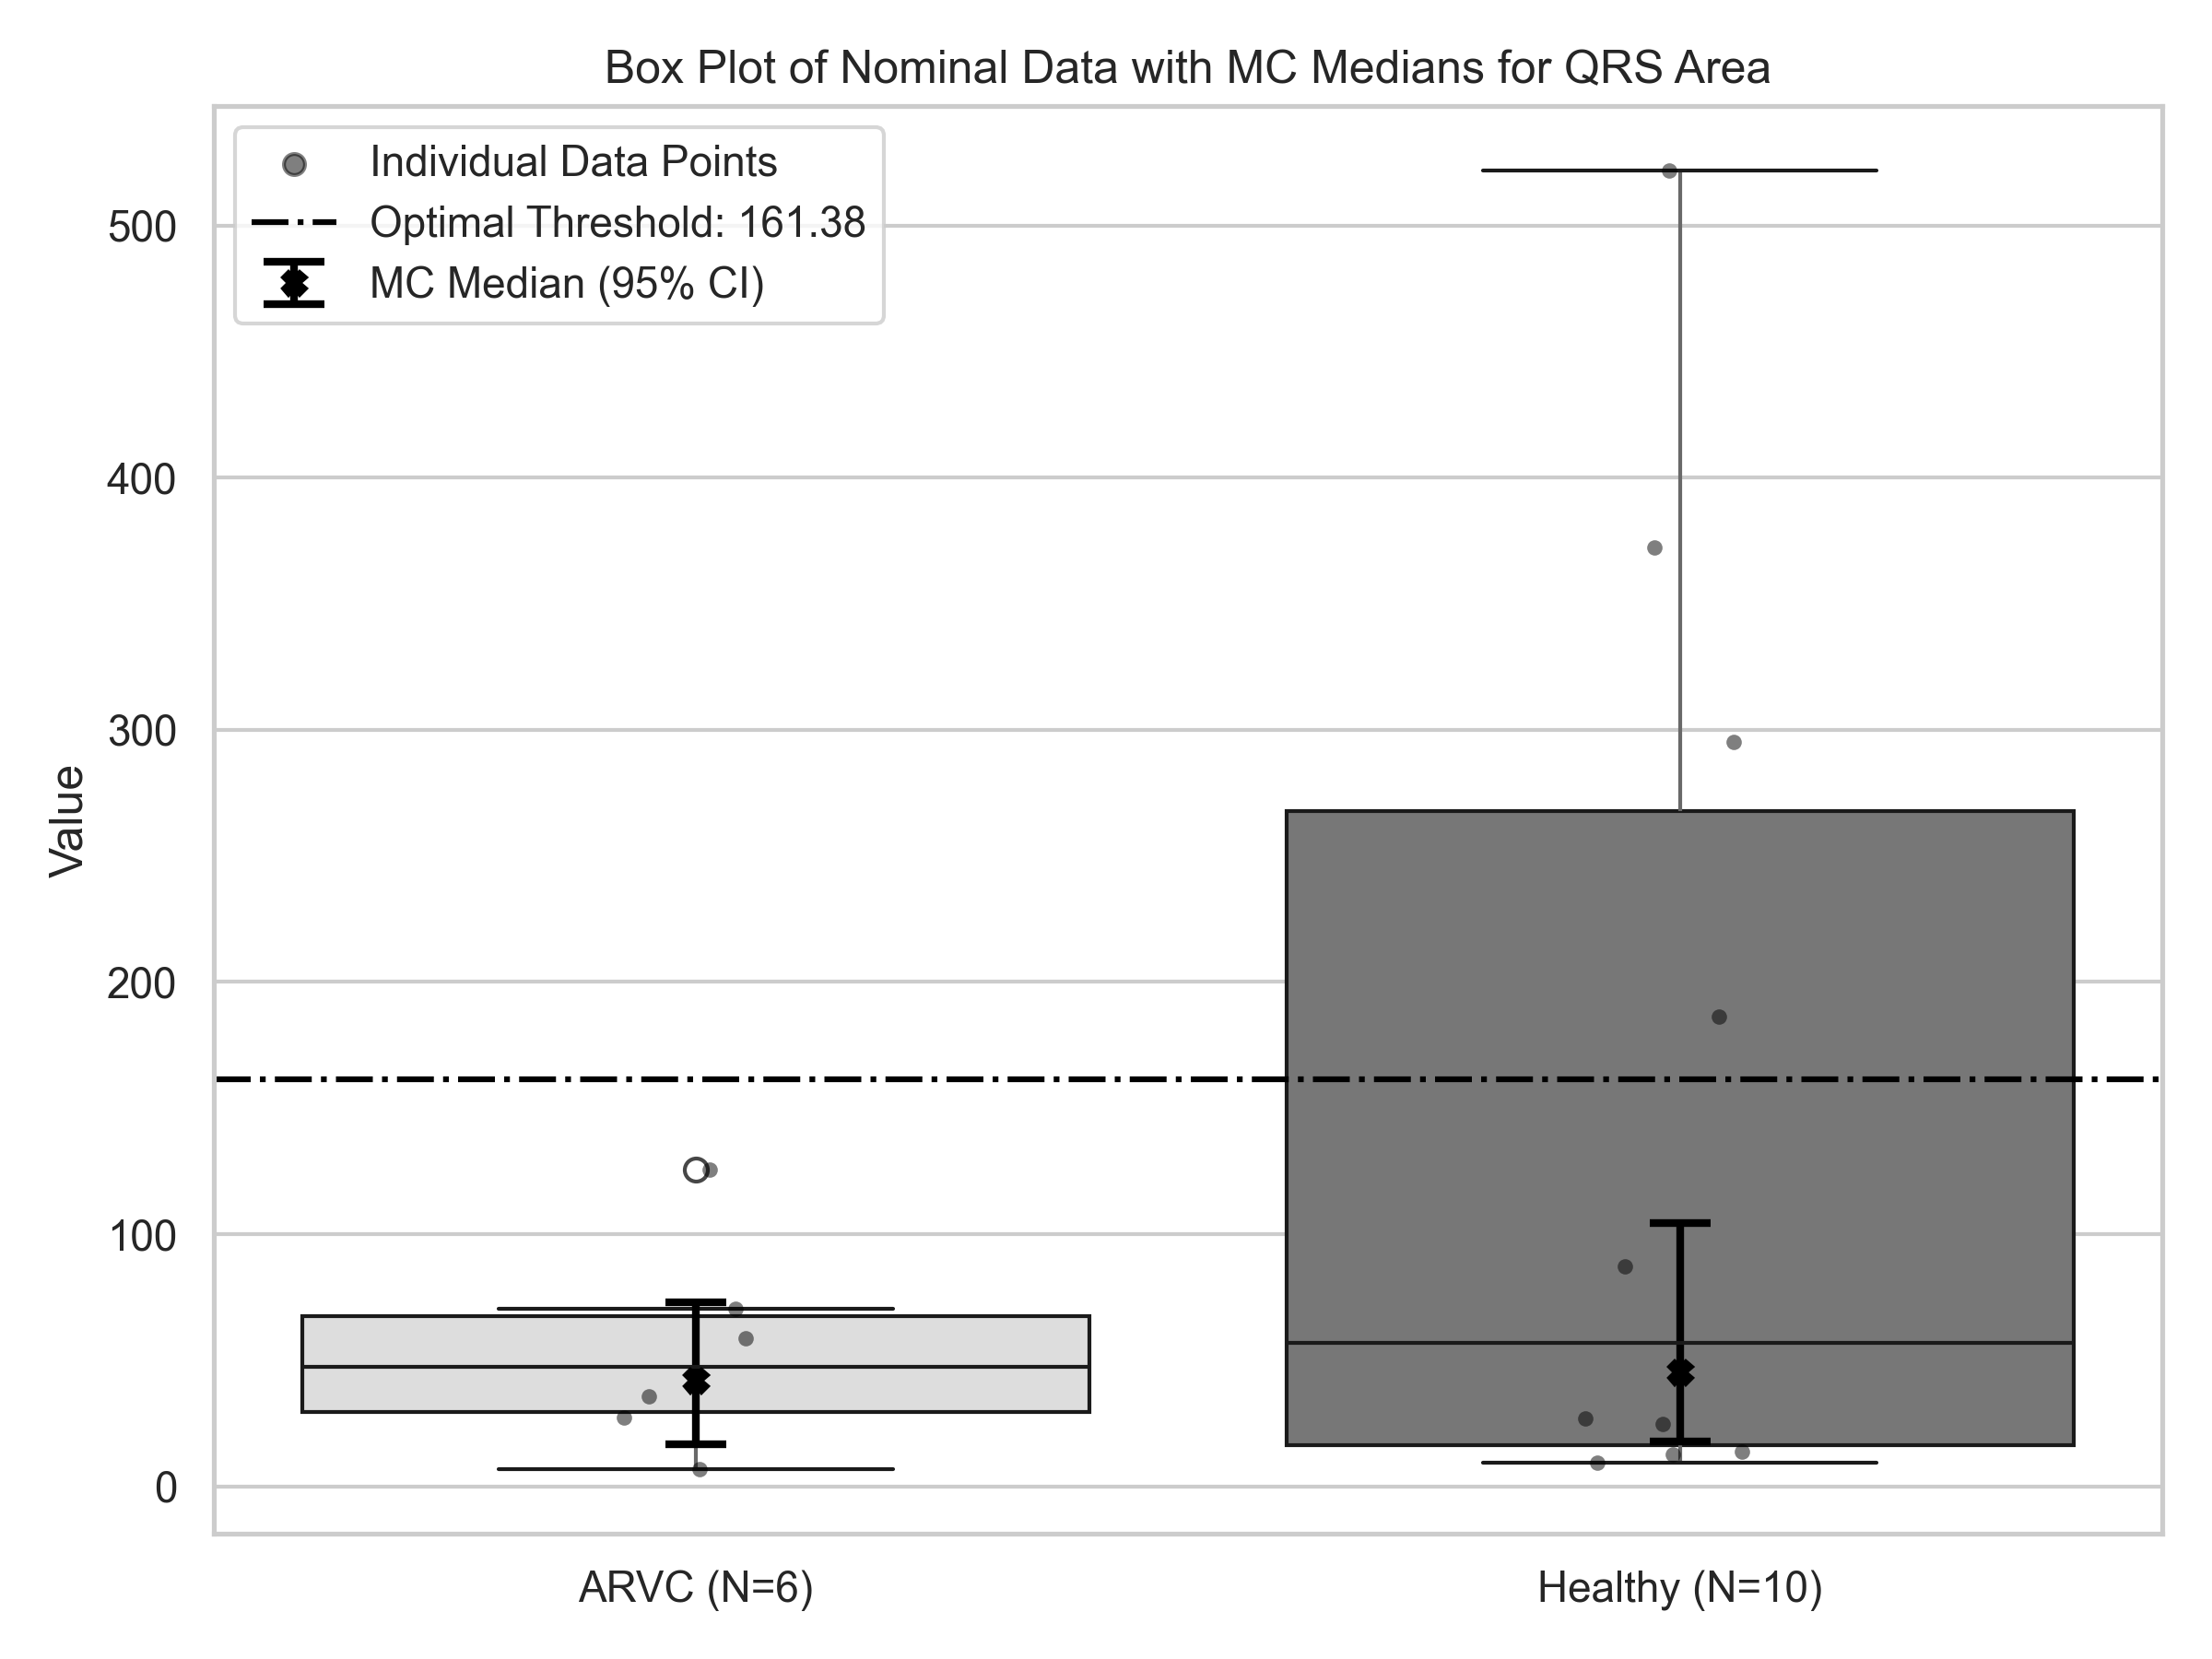 Box Plot of Nominal Data with MC Medians for QRS Area
Individual Data Points
Optimal Threshold: 161.38
MC Median (95% CI)
500
400
300
200
100
0
Value
ARVC (N=6)
Healthy (N=10)